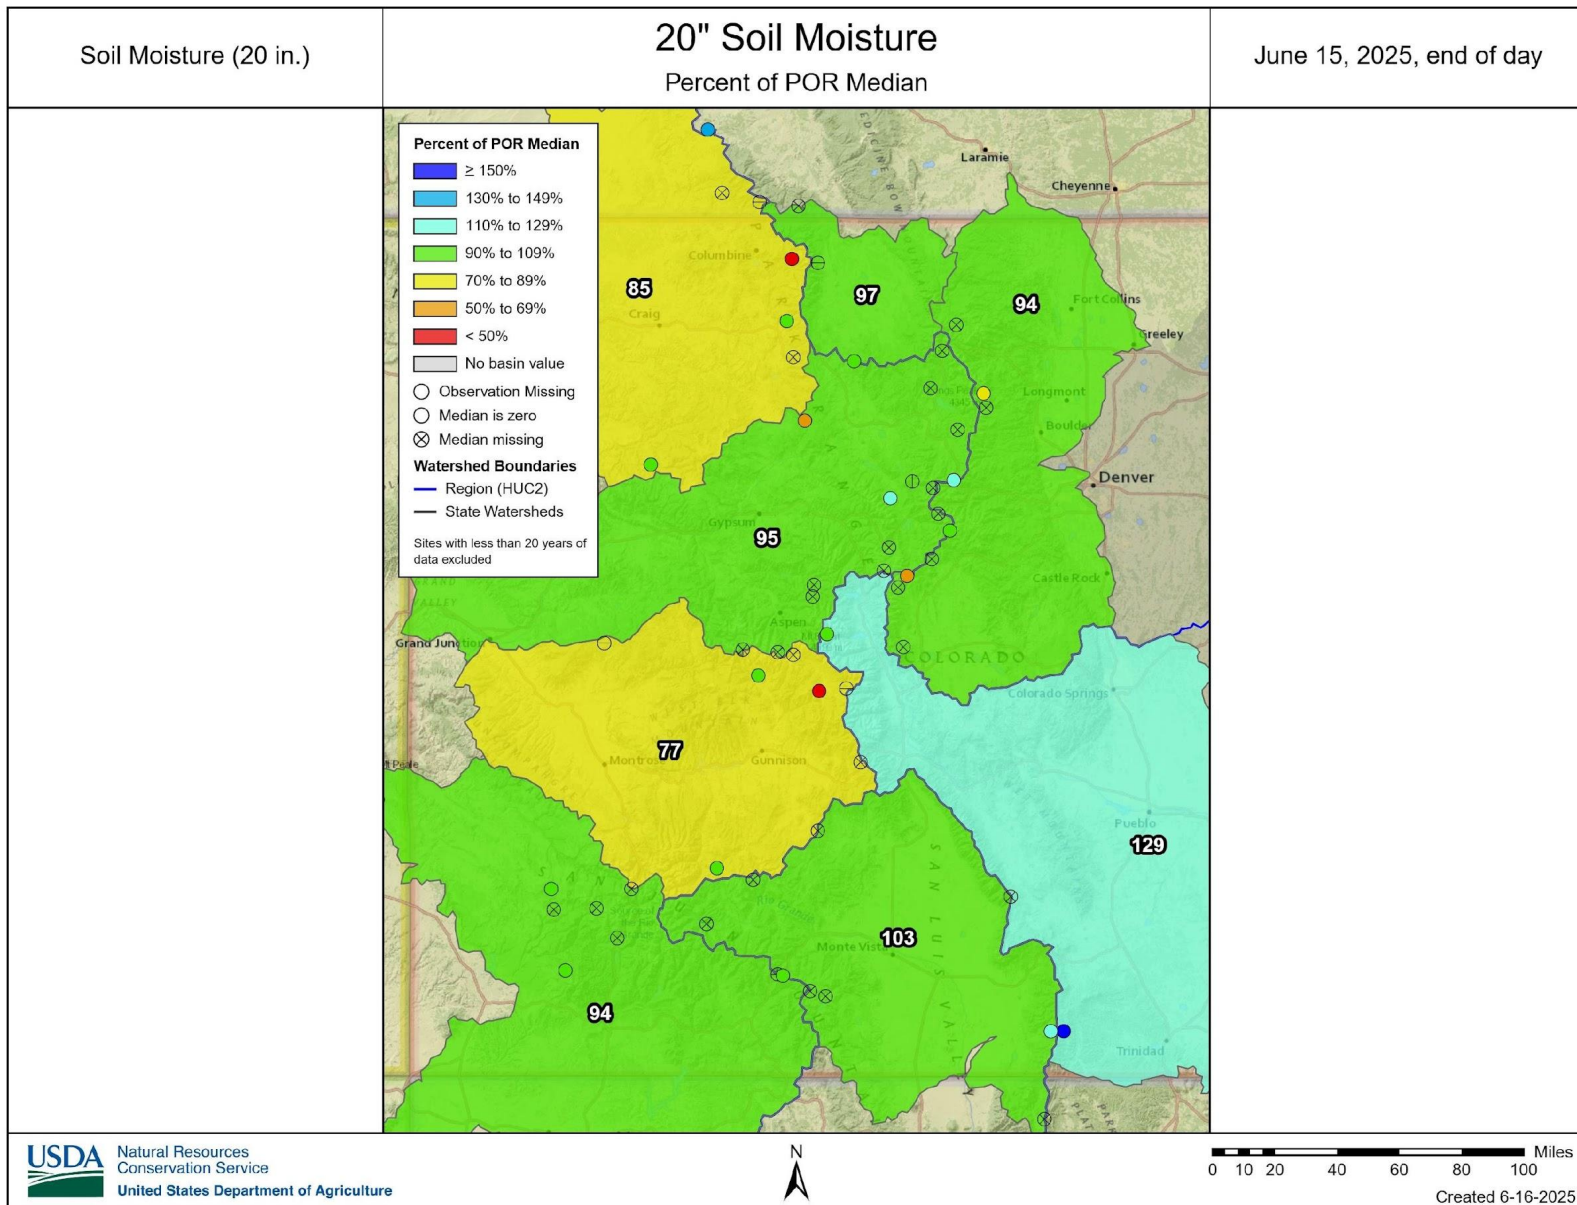 Soil Moisture (20 in.)
20" Soil Moisture
Percent of POR Median
June 15, 2025, end of day
Percent of POR Median
≥ 150%
130% to 149%
110% to 129%
90% to 109%
70% to 89%
50% to 69%
< 50%
No basin value
Observation Missing
Median is zero
Median missing
Watershed Boundaries
Region (HUC2)
State Watersheds
Sites with less than 20 years of
data excluded
Laramie
Cheyenne
Columbine
85
97
94
Fort Collins
Craig
Greeley
Longmont
Boulder
Denver
Gypsum
95
Castle Rock
Aspen
Grand Junction
COLORADO
Colorado Springs
77
Montrose
Gunnison
Pueblo
129
SAN LUIS VALLEY
Rio Grande
Monte Vista
103
94
Trinidad
USDA
Natural Resources
Conservation Service
United States Department of Agriculture
N
Miles
0 10 20 40 60 80 100
Created 6-16-2025